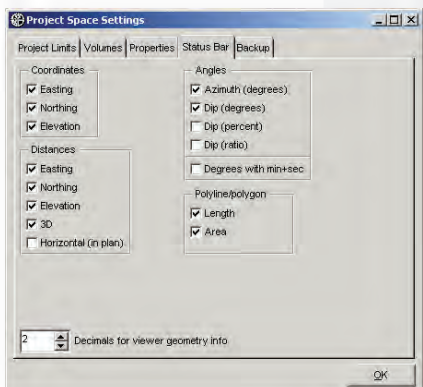 Project Space Settings
Project Limits Volumes Properties Status Bar Backup
Coordinates
Easting
Northing
Elevation
Distances
Easting
Northing
Elevation
3D
Horizontal (in plan)
Angles
Azimuth (degrees)
Dip (degrees)
Dip (percent)
Dip (ratio)
Degrees with min+sec
Polyline/polygon
Length
Area
2 Decimals for viewer geometry info
OK